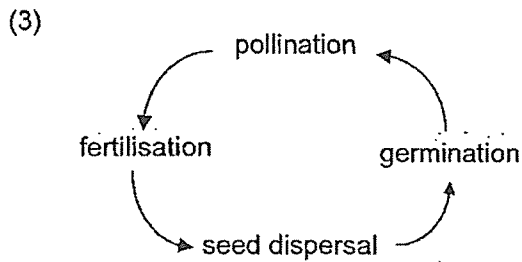 (3)
pollination
fertilisation
germination
seed dispersal